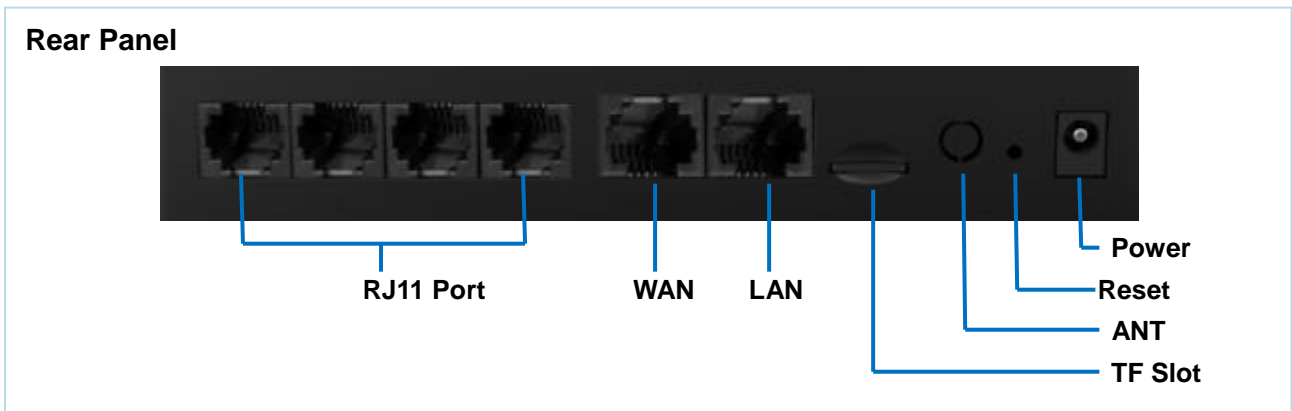 Rear Panel
RJ11 Port
WAN
LAN
Power
Reset
ANT
TF Slot